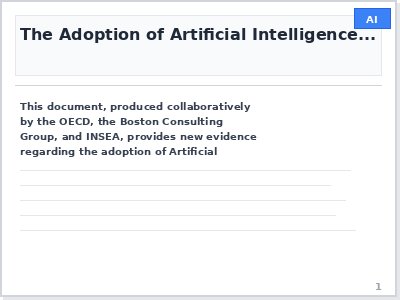 AI
The Adoption of Artificial Intelligence...
This document, produced collaboratively
by the OECD, the Boston Consulting
Group, and INSEA, provides new evidence
regarding the adoption of Artificial
1